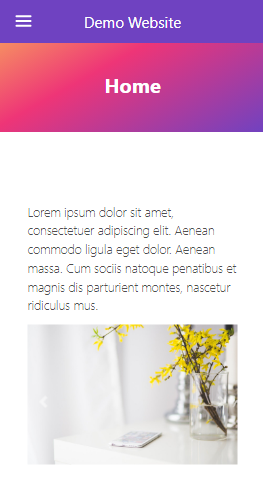 Demo Website
Home
Lorem ipsum dolor sit amet,
consectetuer adipiscing elit. Aenean
commodo ligula eget dolor. Aenean
massa. Cum sociis natoque penatibus et
magnis dis parturient montes, nascetur
ridiculus mus.